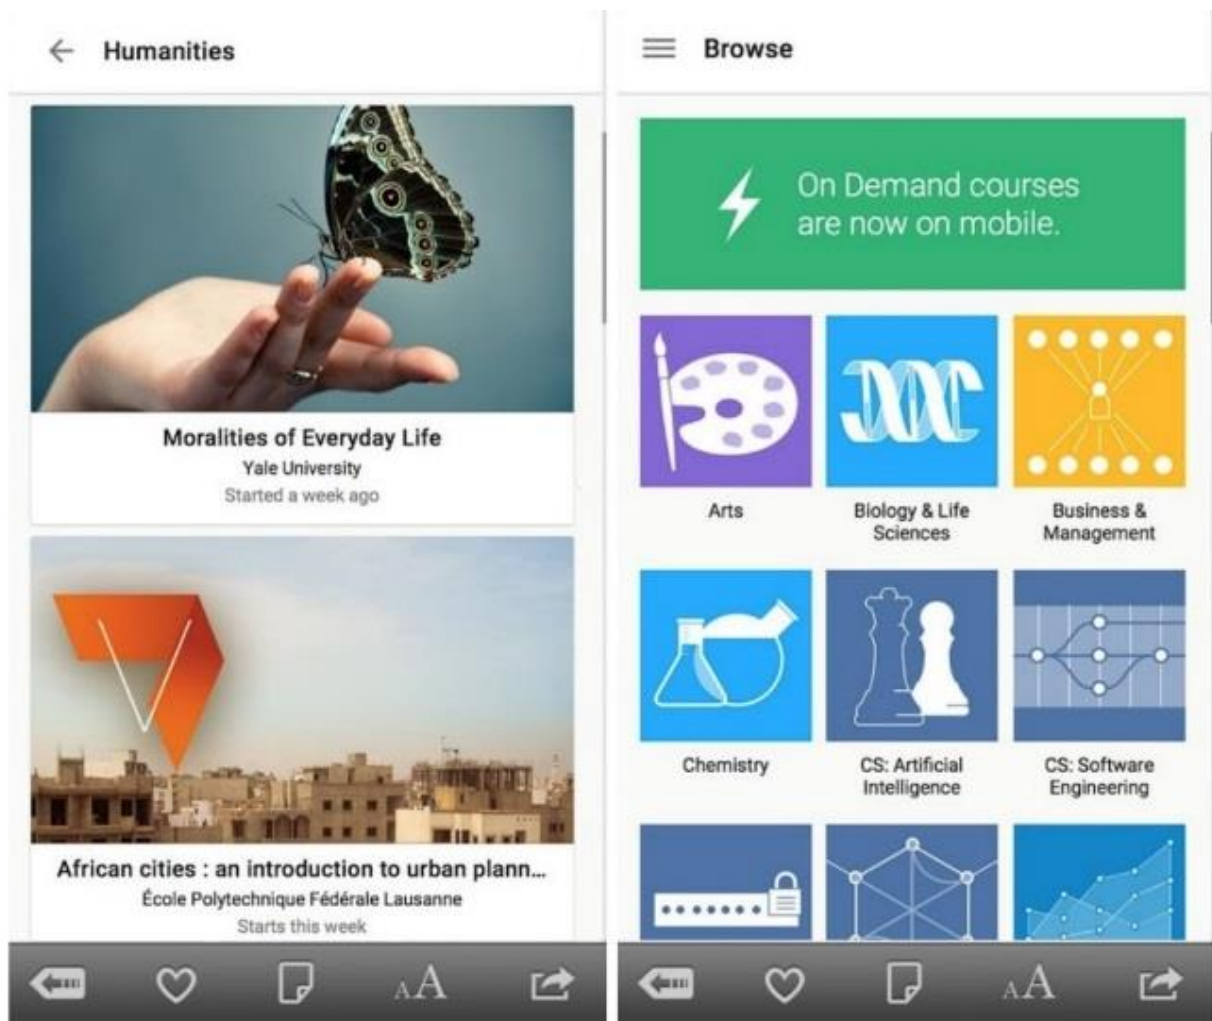 Humanities
Moralities of Everyday Life
Yale University
Started a week ago
African cities : an introduction to urban plann...
École Polytechnique Fédérale Lausanne
Starts this week
AA
Browse
On Demand courses
are now on mobile.
Arts
Biology & Life
Sciences
Business &
Management
Chemistry
CS: Artificial
Intelligence
CS: Software
Engineering
AA